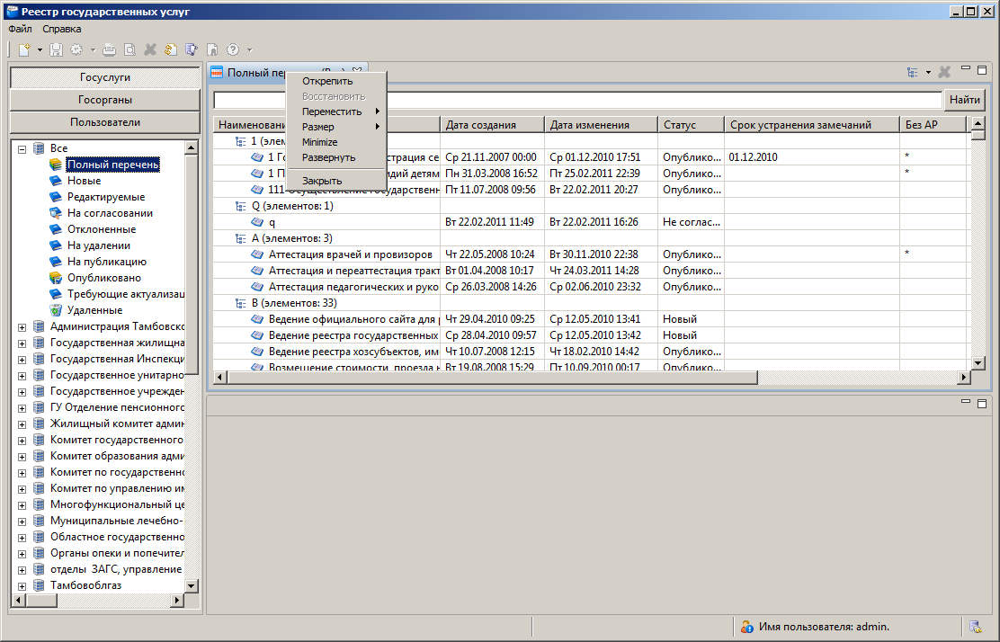 Реестр государственных услуг
Файл Справка
Госуслуги
Госорганы
Пользователи
Все
Полный перечень
Новые
Редактируемые
На согласовании
Отклоненные
На удалении
На публикацию
Опубликовано
Требующие актуализац
Удаленные
Администрация Тамбовско
Государственная жилищна
Государственная Инспекци
Государственное унитарно
Государственное учрежден
ГУ Отделение пенсионного
Жилищный комитет админ
Комитет государственного
Комитет образования адми
Комитет по государственно
Комитет по управлению им
Многофункциональный це
Муниципальные лечебно-
Областное государственно
Органы опеки и попечител
отделы ЗАГС, управление
Тамбовоблгаз
Полный пе
Открепить
Восстановить
Переместить
Размер
Minimize
Развернуть
Закрыть
Найти
Наименовани Дата создания Дата изменения Статус Срок устранения замечаний Без АР
1 (элем
1 Го страция се Ср 21.11.2007 00:00 Ср 01.12.2010 17:51 Опублико... 01.12.2010 *
1 П идий детям Пн 31.03.2008 16:52 Пт 25.02.2011 22:39 Опублико... *
111 Осуществление государственн Пт 11.07.2008 09:56 Вт 22.02.2011 20:27 Опублико...
Q (элементов: 1)
q Вт 22.02.2011 11:49 Вт 22.02.2011 16:26 Не соглас...
А (элементов: 3)
Аттестация врачей и провизоров Чт 22.05.2008 10:24 Вт 30.11.2010 22:38 Опублико... *
Аттестация и переаттестация тракт Вт 01.04.2008 10:17 Чт 24.03.2011 14:28 Опублико...
Аттестация педагогических и руко Ср 26.03.2008 14:26 Ср 02.06.2010 23:32 Опублико...
В (элементов: 33)
Ведение официального сайта для р Чт 29.04.2010 09:25 Ср 12.05.2010 13:41 Новый
Ведение реестра государственных Ср 28.04.2010 09:57 Ср 12.05.2010 13:42 Новый
Ведение реестра хозсубъектов, им Чт 10.07.2008 12:15 Чт 18.02.2010 14:42 Опублико...
Возмещение стоимости проезда н Вт 19.08.2008 15:29 Пт 10.09.2010 00:17 Опублико...
Имя пользователя: admin.